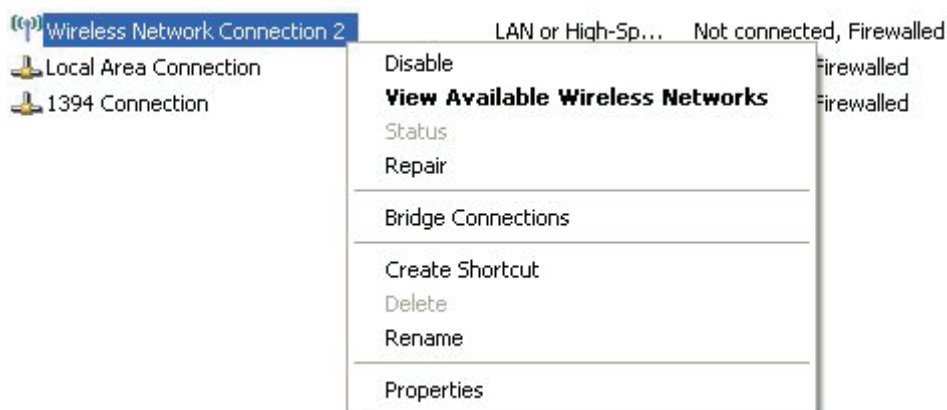 Wireless Network Connection 2 LAN or High-Sp... Not connected, Firewalled
Local Area Connection Firewalled
1394 Connection Firewalled
Disable
View Available Wireless Networks
Status
Repair
Bridge Connections
Create Shortcut
Delete
Rename
Properties